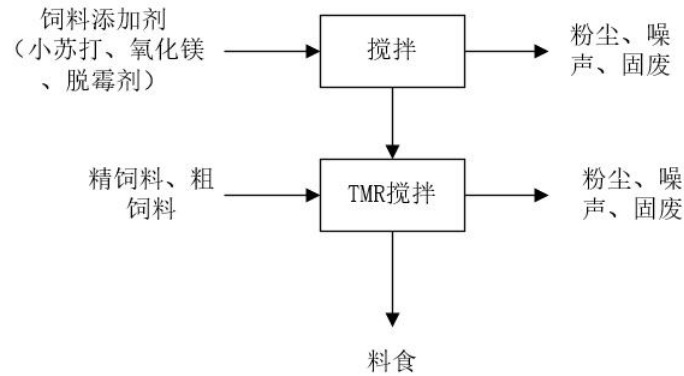 饲料添加剂
（小苏打、氧化镁
、脱霉剂）
搅拌
粉尘、噪
声、固废
精饲料、粗
饲料
TMR搅拌
粉尘、噪
声、固废
料食